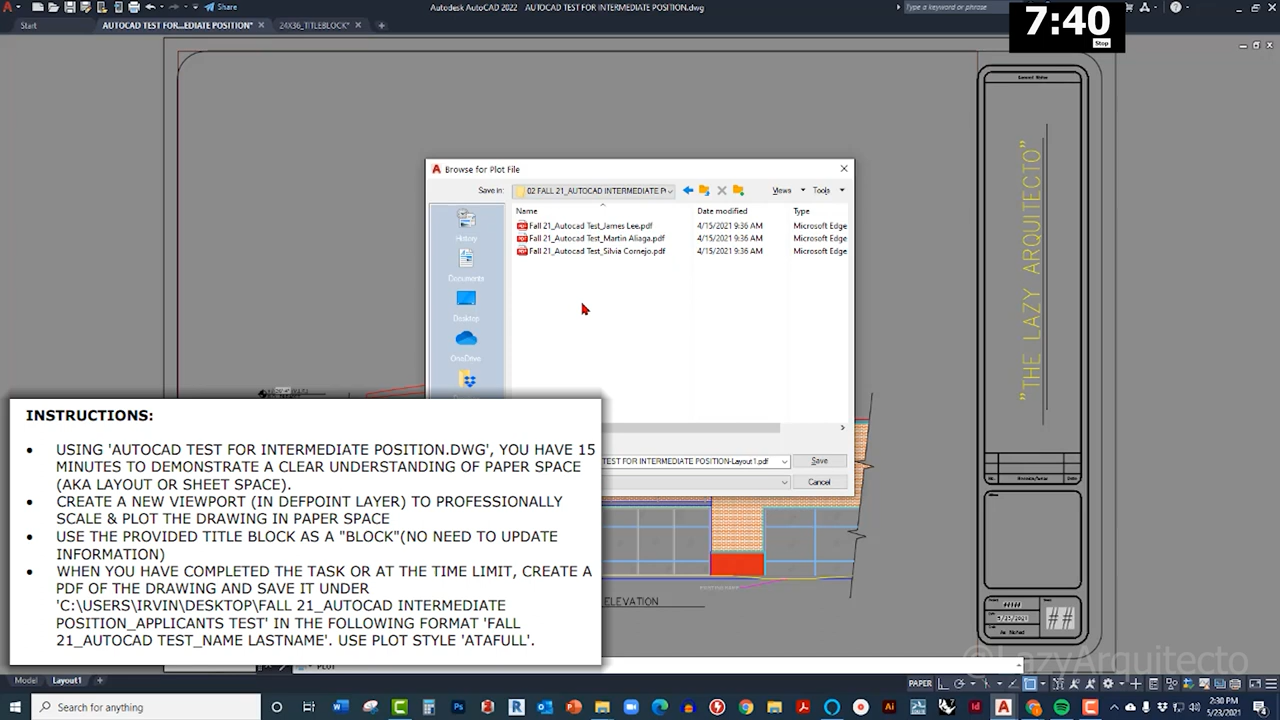 Share
Autodesk AutoCAD 2022 AUTOCAD TEST FOR INTERMEDIATE POSITION.dwg
Type a keyword or phrase
Start
AUTOCAD TEST FOR...EDIATE POSITION*
24X36_TITLEBLOCK*
7:40
Stop
Browse for Plot File
Save in:
02 FALL 21_AUTOCAD INTERMEDIATE P
Views
Tools
Name
Date modified
Type
Fall 21_Autocad Test_James Lee.pdf
4/15/2021 9:36 AM
Microsoft Edge
Fall 21_Autocad Test_Martin Aliaga.pdf
4/15/2021 9:36 AM
Microsoft Edge
Fall 21_Autocad Test_Silvia Cornejo.pdf
4/15/2021 9:36 AM
Microsoft Edge
History
Documents
Desktop
OneDrive
TEST FOR INTERMEDIATE POSITION-Layout1.pdf
Save
Cancel
INSTRUCTIONS:
• USING 'AUTOCAD TEST FOR INTERMEDIATE POSITION.DWG', YOU HAVE 15
MINUTES TO DEMONSTRATE A CLEAR UNDERSTANDING OF PAPER SPACE
(AKA LAYOUT OR SHEET SPACE).
• CREATE A NEW VIEWPORT (IN DEFPOINT LAYER) TO PROFESSIONALLY
SCALE & PLOT THE DRAWING IN PAPER SPACE
• USE THE PROVIDED TITLE BLOCK AS A "BLOCK"(NO NEED TO UPDATE
INFORMATION)
• WHEN YOU HAVE COMPLETED THE TASK OR AT THE TIME LIMIT, CREATE A
PDF OF THE DRAWING AND SAVE IT UNDER
'C:\USERS\IRVIN\DESKTOP\FALL 21_AUTOCAD INTERMEDIATE
POSITION_APPLICANTS TEST' IN THE FOLLOWING FORMAT 'FALL
21_AUTOCAD TEST_NAME LASTNAME'. USE PLOT STYLE 'ATAFULL'.
ELEVATION
"THE LAZY ARQUITECTO"
#####
5/23/2021
As Noted
##
@LazyArquitecto
PLOT
Model
Layout1
PAPER
Search for anything
2:30 PM
5/23/2021